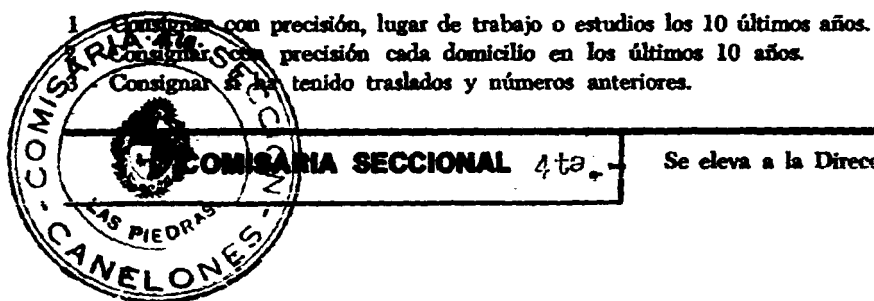 1 Consignar con precisión, lugar de trabajo o estudios los 10 últimos años.
Consignar con precisión cada domicilio en los últimos 10 años.
3 - Consignar si ha tenido traslados y números anteriores.
COMISARIA SECCIONAL 4ta.-
Se eleva a la Direc
COMISARIA 4ta. SECCION
LAS PIEDRAS
- CANELONES -